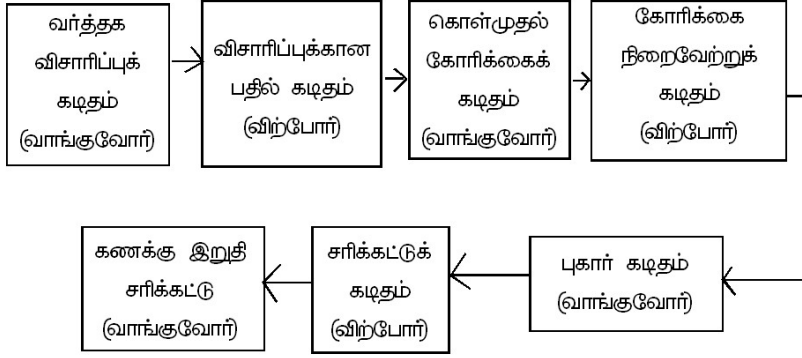 வர்த்தக
விசாரிப்புக்
கடிதம்
(வாங்குவோர்)
விசாரிப்புக்கான
பதில் கடிதம்
(விற்போர்)
கொள்முதல்
கோரிக்கைக்
கடிதம்
(வாங்குவோர்)
கோரிக்கை
நிறைவேற்றுக்
கடிதம்
(விற்போர்)
புகார் கடிதம்
(வாங்குவோர்)
சரிக்கட்டுக்
கடிதம்
(விற்போர்)
கணக்கு இறுதி
சரிக்கட்டு
(வாங்குவோர்)